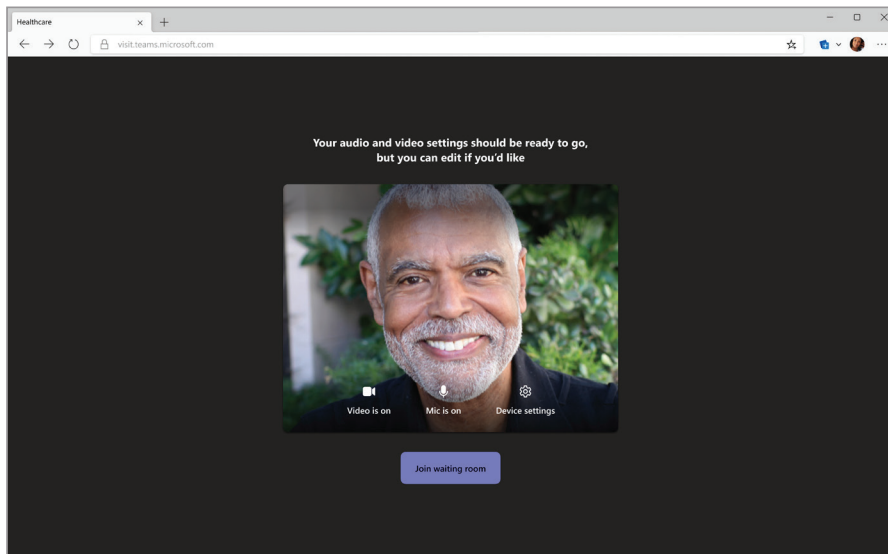 Healthcare
visit.teams.microsoft.com
Your audio and video settings should be ready to go,
but you can edit if you'd like
Video is on Mic is on Device settings
Join waiting room